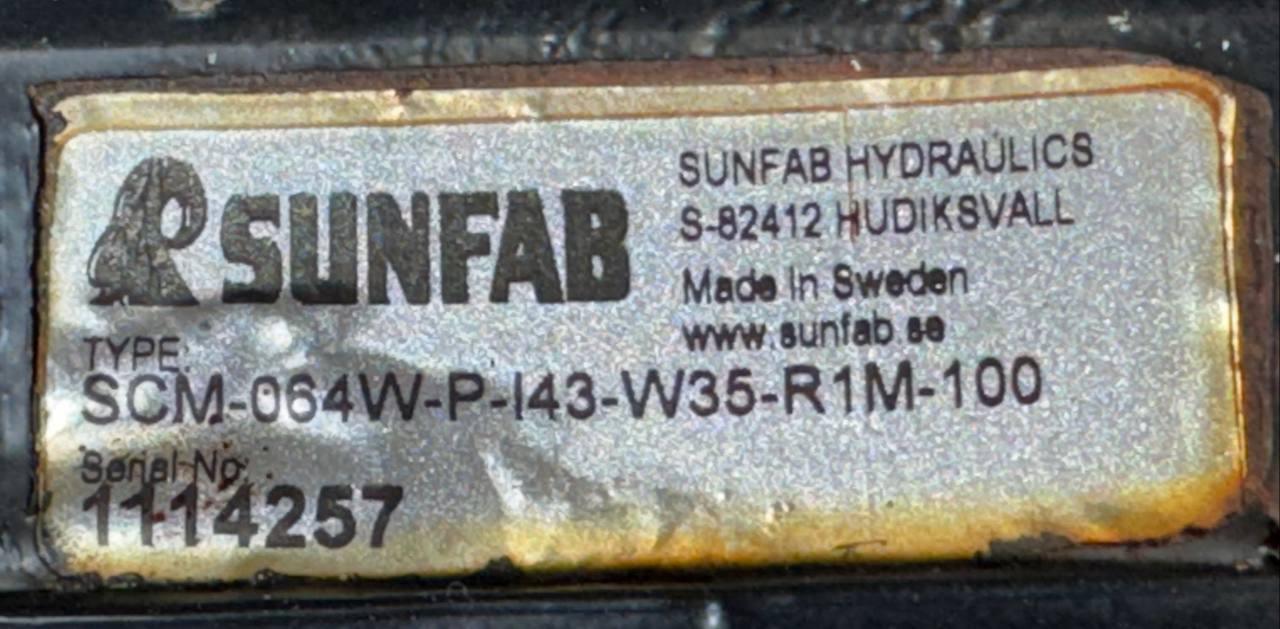 SUNFAB
SUNFAB HYDRAULICS
S-82412 HUDIKSVALL
Made In Sweden
www.sunfab.se
TYPE:
SCM-064W-P-I43-W35-R1M-100
Serial No:
1114257